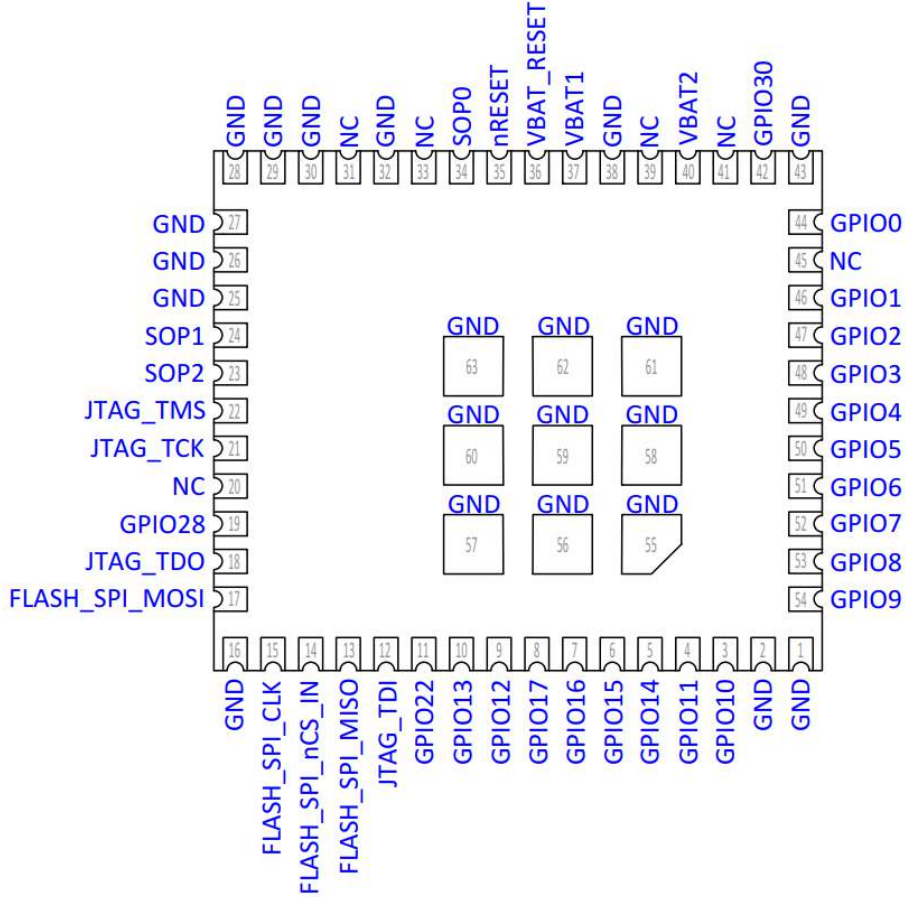 GND
GND
GND
NC
GND
NC
SOP0
nRESET
VBAT_RESET
VBAT1
GND
NC
VBAT2
NC
GPIO30
GND
28
29
30
31
32
33
34
35
36
37
38
39
40
41
42
43
GND 27
GND 26
GND 25
SOP1 24
SOP2 23
JTAG_TMS 22
JTAG_TCK 21
NC 20
GPIO28 19
JTAG_TDO 18
FLASH_SPI_MOSI 17
44 GPIO0
45 NC
46 GPIO1
47 GPIO2
48 GPIO3
49 GPIO4
50 GPIO5
51 GPIO6
52 GPIO7
53 GPIO8
54 GPIO9
GND GND GND
63 62 61
GND GND GND
60 59 58
GND GND GND
57 56 55
16
15
14
13
12
11
10
9
8
7
6
5
4
3
2
1
GND
FLASH_SPI_CLK
FLASH_SPI_nCS_IN
FLASH_SPI_MISO
JTAG_TDI
GPIO22
GPIO13
GPIO12
GPIO17
GPIO16
GPIO15
GPIO14
GPIO11
GPIO10
GND
GND